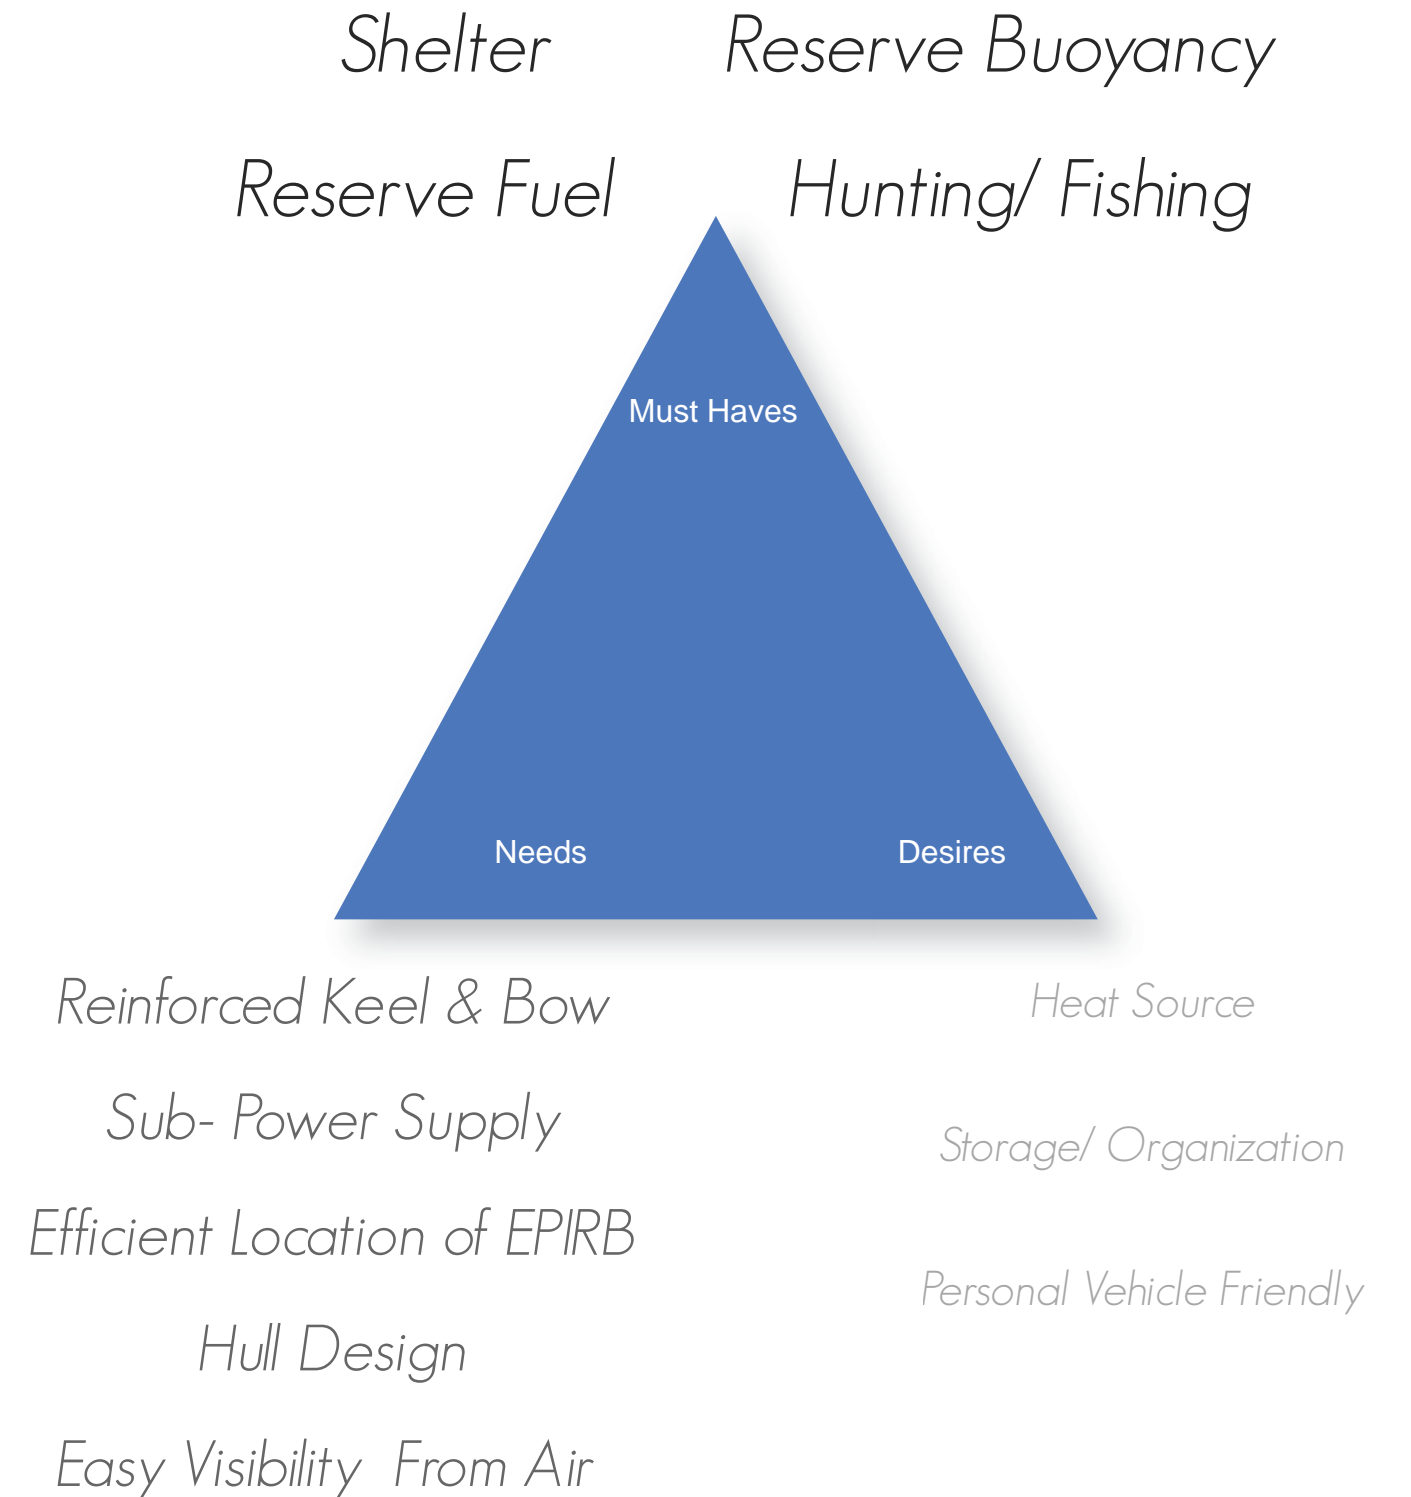 Shelter Reserve Buoyancy
Reserve Fuel Hunting/ Fishing
Must Haves
Needs Desires
Reinforced Keel & Bow
Heat Source
Sub- Power Supply
Storage/ Organization
Efficient Location of EPIRB
Personal Vehicle Friendly
Hull Design
Easy Visibility From Air